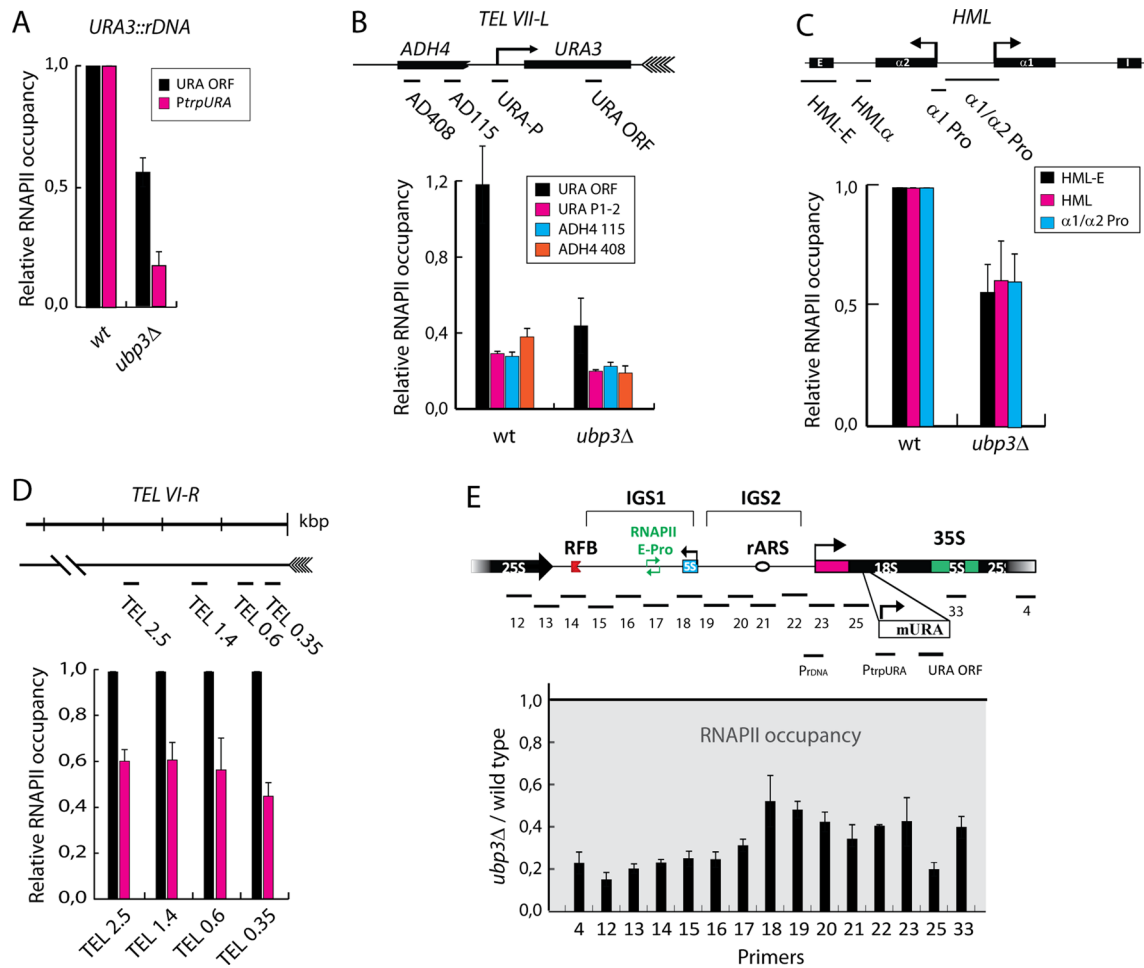 A
URA3::rDNA
Relative RNAPII occupancy
1,0
0,5
0,0
URA ORF
PtrpURA
wt
ubp3Δ
B
TEL VII-L
ADH4
URA3
AD408
AD115
URA-P
URA ORF
Relative RNAPII occupancy
1,2
0,8
0,4
0,0
URA ORF
URA P1-2
ADH4 115
ADH4 408
wt
ubp3Δ
C
HML
E
α2
α1
I
HML-E
HMLα
α1 Pro
α1/α2 Pro
Relative RNAPII occupancy
1,0
0,5
0,0
HML-E
HML
α1/α2 Pro
wt
ubp3Δ
D
TEL VI-R
kbp
TEL 2.5
TEL 1.4
TEL 0.6
TEL 0.35
Relative RNAPII occupancy
1,0
0,8
0,6
0,4
0,2
0,0
TEL 2.5
TEL 1.4
TEL 0.6
TEL 0.35
E
IGS1
IGS2
RNAPII
E-Pro
RFB
rARS
35S
25S
5S
18S
5S
25S
12 13 14 15 16 17 18 19 20 21 22 23 25
33
4
mURA
PrDNA
PtrpURA
URA ORF
ubp3Δ / wild type
1,0
0,8
0,6
0,4
0,2
0,0
RNAPII occupancy
4 12 13 14 15 16 17 18 19 20 21 22 23 25 33
Primers